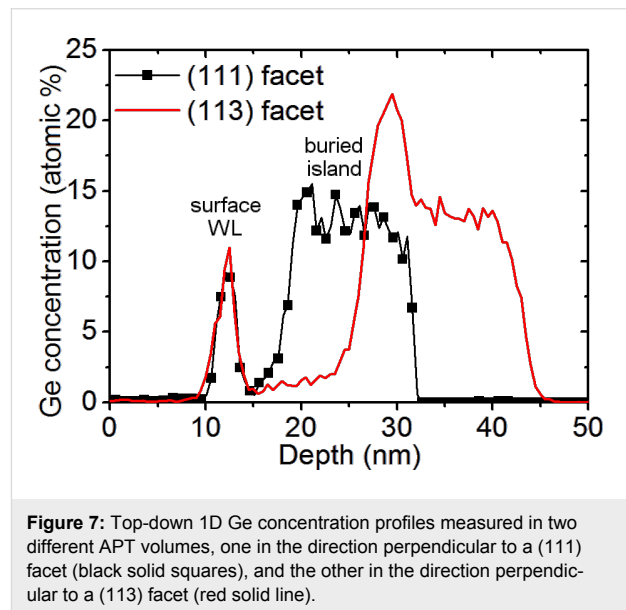 (111) facet
(113) facet
buried
island
surface
WL
Ge concentration (atomic %)
25
20
15
10
5
0
0 10 20 30 40 50
Depth (nm)
Figure 7: Top-down 1D Ge concentration profiles measured in two
different APT volumes, one in the direction perpendicular to a (111)
facet (black solid squares), and the other in the direction perpendic-
ular to a (113) facet (red solid line).